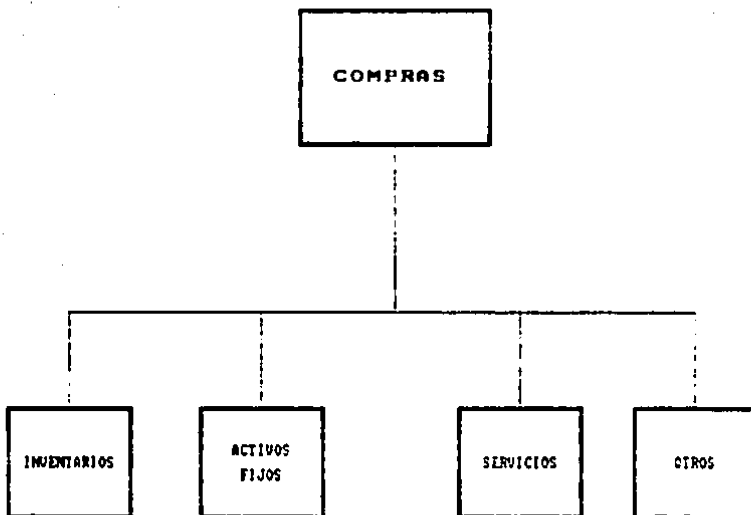 COMPRAS
INVENTARIOS
ACTIVOS
FIJOS
SERVICIOS
OTROS